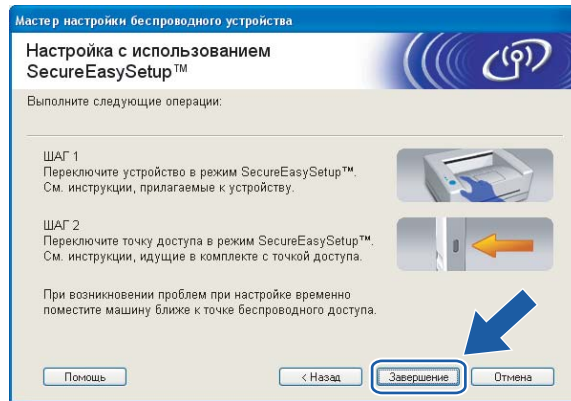 Мастер настройки беспроводного устройства
Настройка с использованием
SecureEasySetup™
Выполните следующие операции:
ШАГ 1
Переключите устройство в режим SecureEasySetup™.
См. инструкции, прилагаемые к устройству.
ШАГ 2
Переключите точку доступа в режим SecureEasySetup™.
См. инструкции, идущие в комплекте с точкой доступа.
При возникновении проблем при настройке временно
поместите машину ближе к точке беспроводного доступа.
Помощь < Назад Завершение Отмена